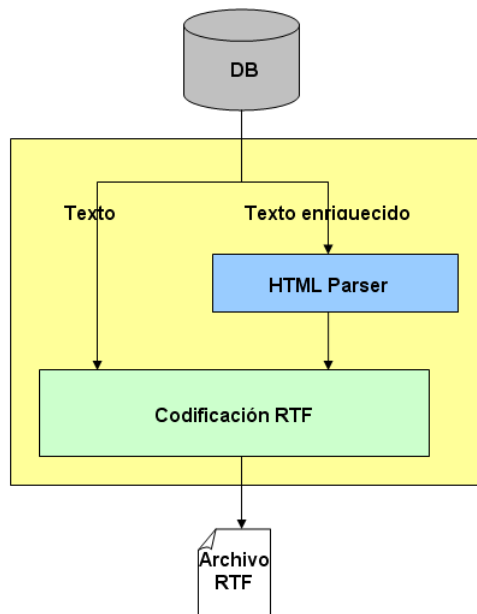 DB
Texto
Texto enriquecido
HTML Parser
Codificación RTF
Archivo
RTF